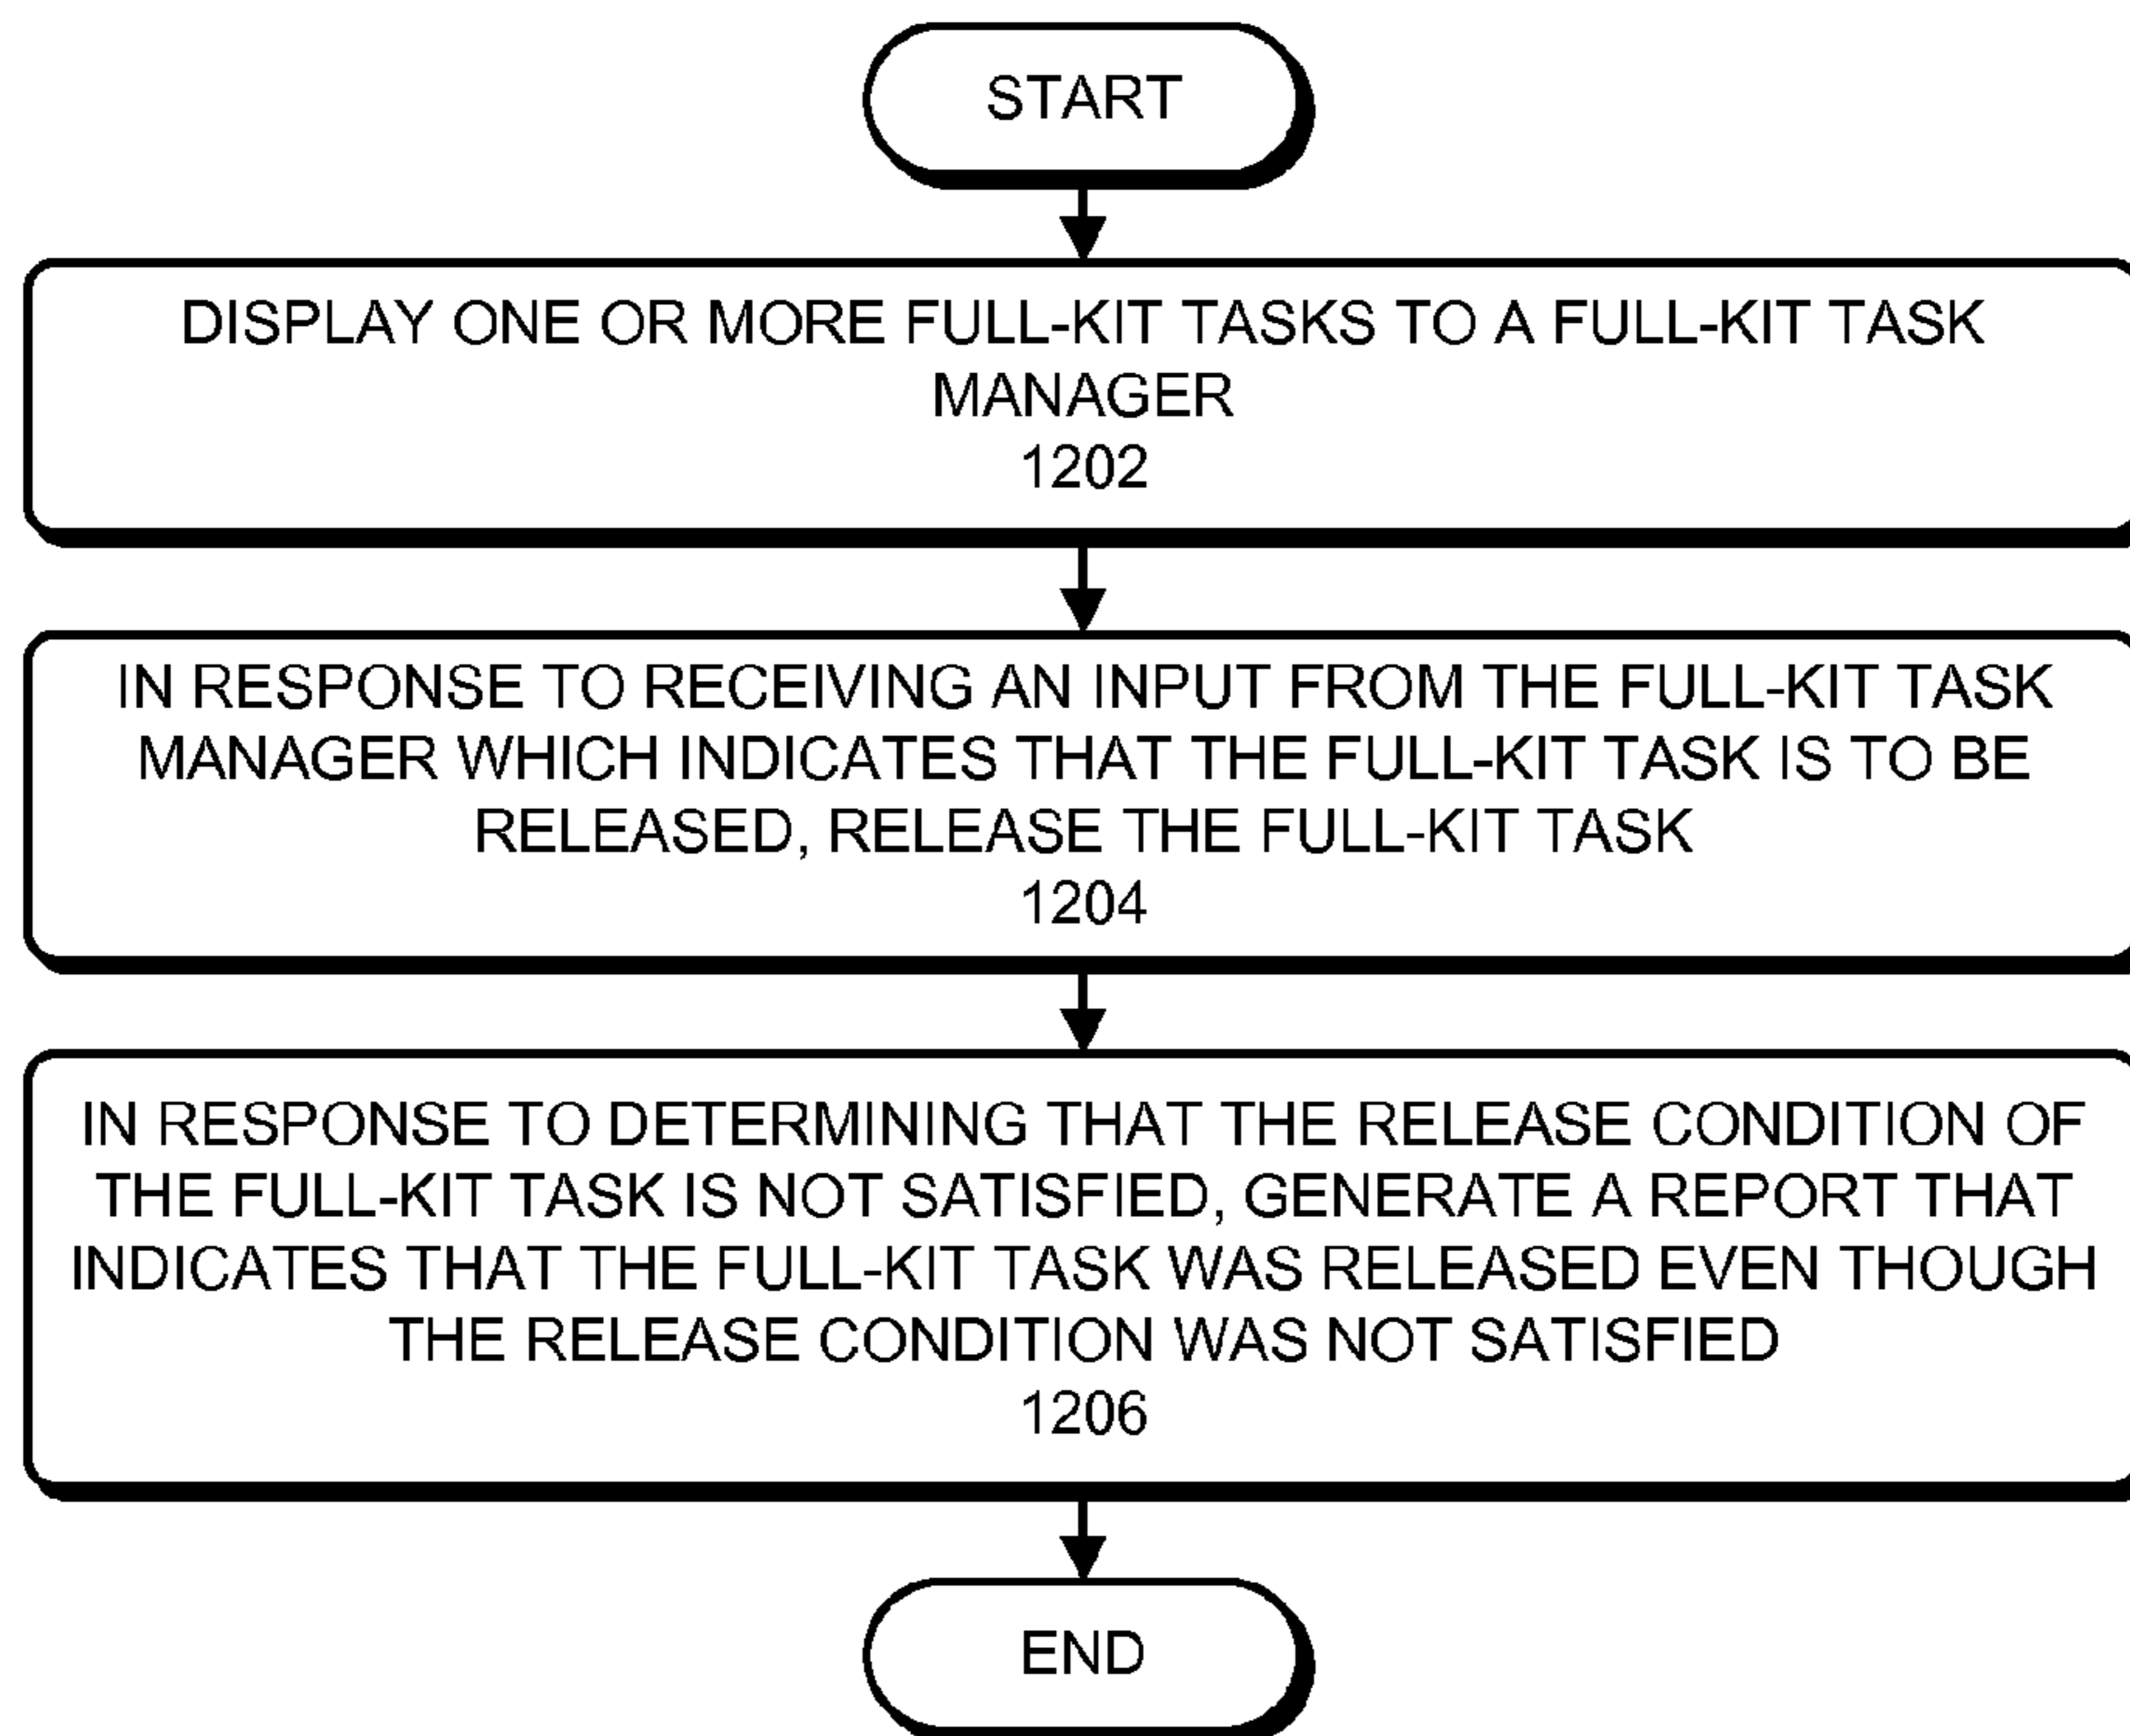 START
DISPLAY ONE OR MORE FULL-KIT TASKS TO A FULL-KIT TASK
MANAGER
1202
IN RESPONSE TO RECEIVING AN INPUT FROM THE FULL-KIT TASK
MANAGER WHICH INDICATES THAT THE FULL-KIT TASK IS TO BE
RELEASED, RELEASE THE FULL-KIT TASK
1204
IN RESPONSE TO DETERMINING THAT THE RELEASE CONDITION OF
THE FULL-KIT TASK IS NOT SATISFIED, GENERATE A REPORT THAT
INDICATES THAT THE FULL-KIT TASK WAS RELEASED EVEN THOUGH
THE RELEASE CONDITION WAS NOT SATISFIED
1206
END